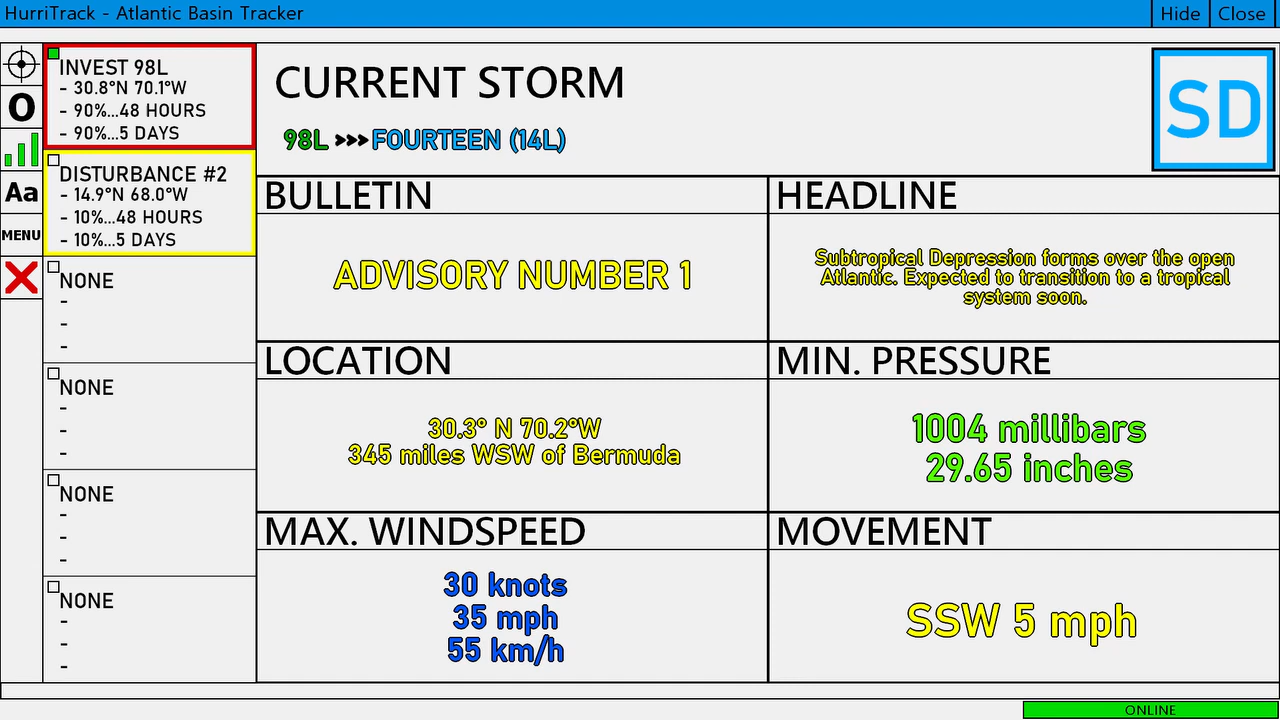 HurriTrack - Atlantic Basin Tracker
Hide
Close
O
Aa
MENU
INVEST 98L
- 30.8°N 70.1°W
- 90%...48 HOURS
- 90%...5 DAYS
DISTURBANCE #2
- 14.9°N 68.0°W
- 10%...48 HOURS
- 10%...5 DAYS
NONE
-
-
-
NONE
-
-
-
NONE
-
-
-
NONE
-
-
-
CURRENT STORM
98L >>> FOURTEEN (14L)
SD
BULLETIN
ADVISORY NUMBER 1
HEADLINE
Subtropical Depression forms over the open
Atlantic. Expected to transition to a tropical
system soon.
LOCATION
30.3° N 70.2°W
345 miles WSW of Bermuda
MIN. PRESSURE
1004 millibars
29.65 inches
MAX. WINDSPEED
30 knots
35 mph
55 km/h
MOVEMENT
SSW 5 mph
ONLINE